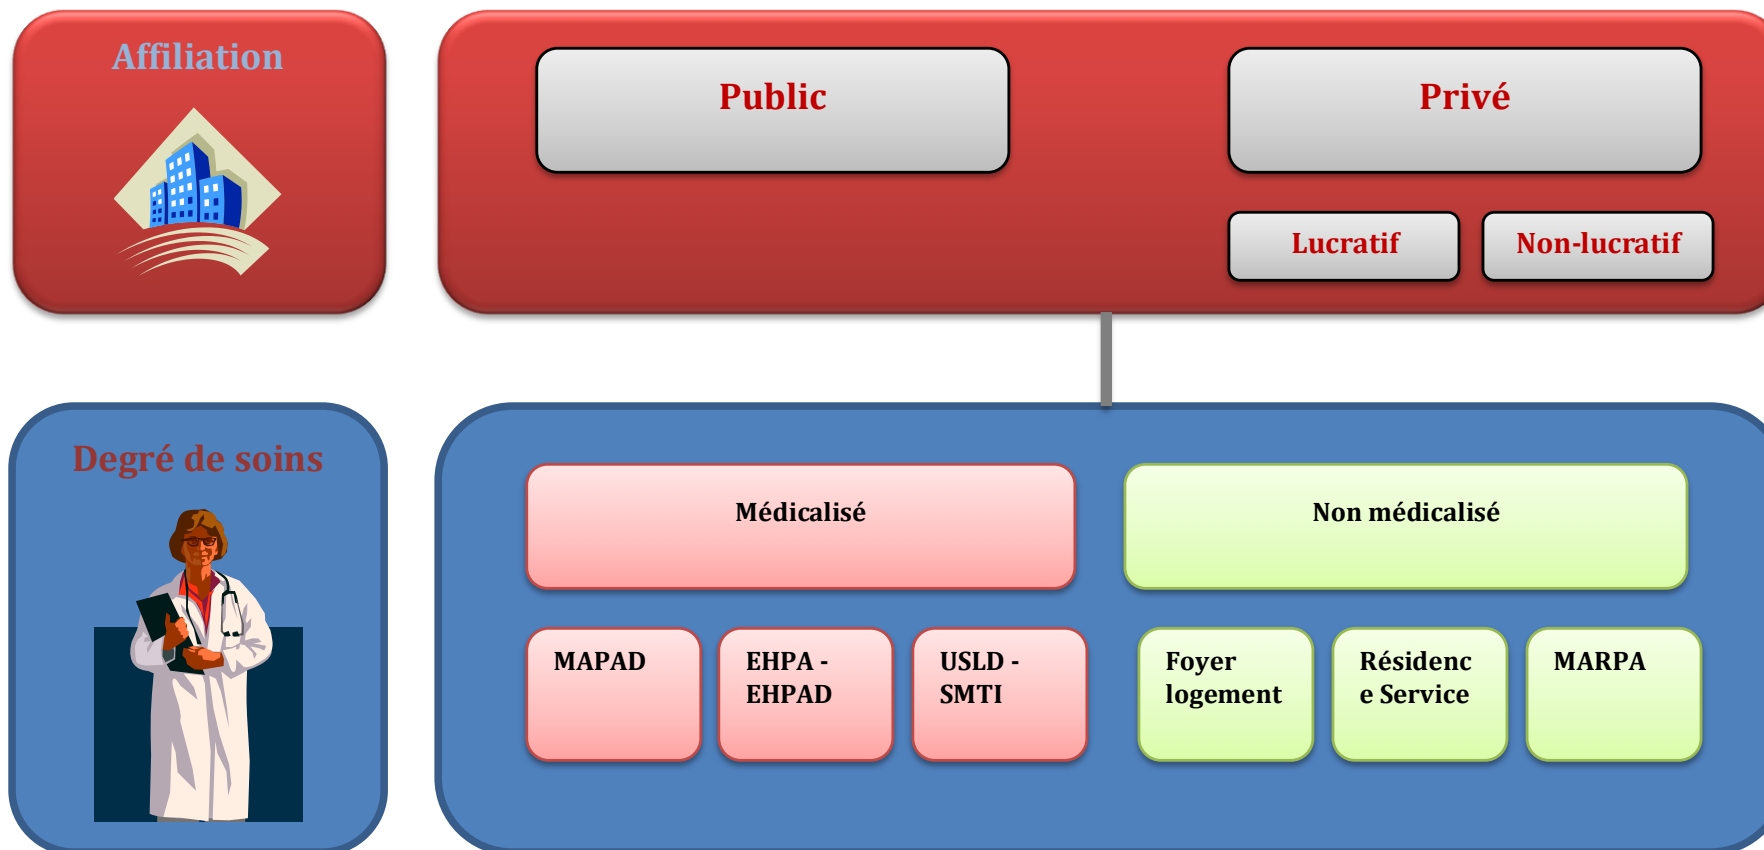 Affiliation
Public
Privé
Lucratif
Non-lucratif
Degré de soins
Médicalisé
Non médicalisé
MAPAD
EHPA -
EHPAD
USLD -
SMTI
Foyer
logement
Résidenc
e Service
MARPA